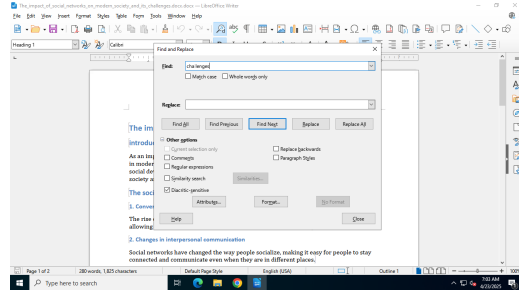 The_impact_of_social_networks_on_modern_society_and_its_challenges.docx.docx — LibreOffice Writer
File Edit View Insert Format Styles Table Form Tools Window Help
Heading 1
Calibri
Find and Replace
Find:
challenges
Match case
Whole words only
Replace:
Find All
Find Previous
Find Next
Replace
Replace All
Other options
Current selection only
Replace backwards
Comments
Paragraph Styles
Regular expressions
Similarity search
Similarities...
Diacritic-sensitive
Attributes...
Format...
No Format
Help
Close
The im
Introdu
As an imp
in modern
social de
society a
The soc
1. Conve
The rise
allowing
2. Changes in interpersonal communication
Social networks have changed the way people socialize, making it easy for people to stay
connected and communicate even when they are in different places,
Page 1 of 2
280 words, 1,825 characters
Default Page Style
English (USA)
Outline 1
100%
Type here to search
7:03 AM
4/23/2025